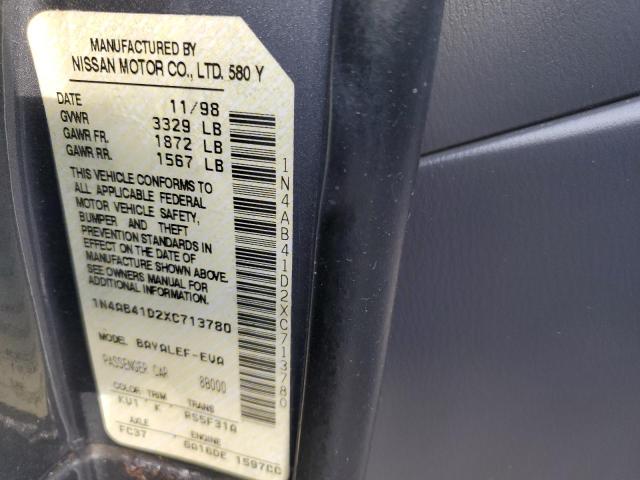 MANUFACTURED BY
NISSAN MOTOR CO., LTD. 580 Y
DATE 11/98
GVWR 3329 LB
GAWR FR. 1872 LB
GAWR RR. 1567 LB
THIS VEHICLE CONFORMS TO
ALL APPLICABLE FEDERAL
MOTOR VEHICLE SAFETY,
BUMPER AND THEFT
PREVENTION STANDARDS IN
EFFECT ON THE DATE OF
MANUFACTURE SHOWN ABOVE.
SEE OWNERS MANUAL FOR
ADDITIONAL INFORMATION.
1N4AB41D2XC713780
MODEL BAYALEF-EVA
PASSENGER CAR 8B000
COLOR TRIM TRANS
KV1 K RS5F31A
AXLE ENGINE
FC37 GA16DE 1597CC
1N4AB41D2XC713780